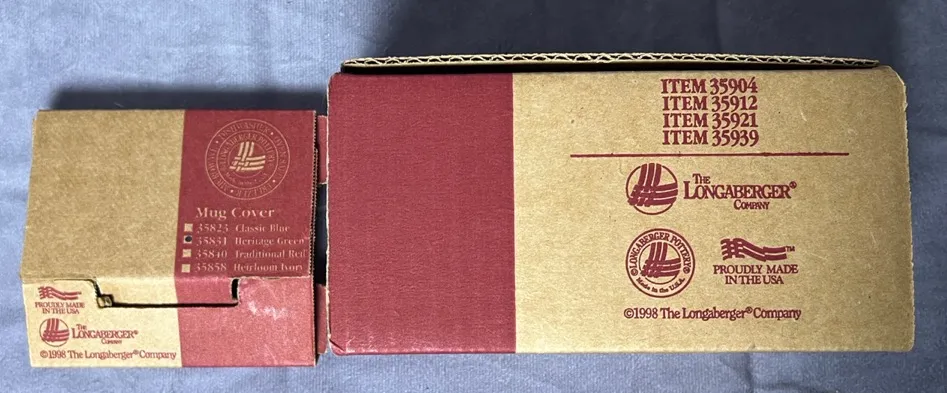 Mug Cover
35823 Classic Blue
35831 Heritage Green
35840 Traditional Red
35858 Heirloom Ivory
PROUDLY MADE
IN THE USA
THE
LONGABERGER®
COMPANY
©1998 The Longaberger® Company
ITEM 35904
ITEM 35912
ITEM 35921
ITEM 35939
THE
LONGABERGER®
COMPANY
LONGABERGER POTTERY®
Made in the U.S.A.
TM
PROUDLY MADE
IN THE USA
©1998 The Longaberger® Company